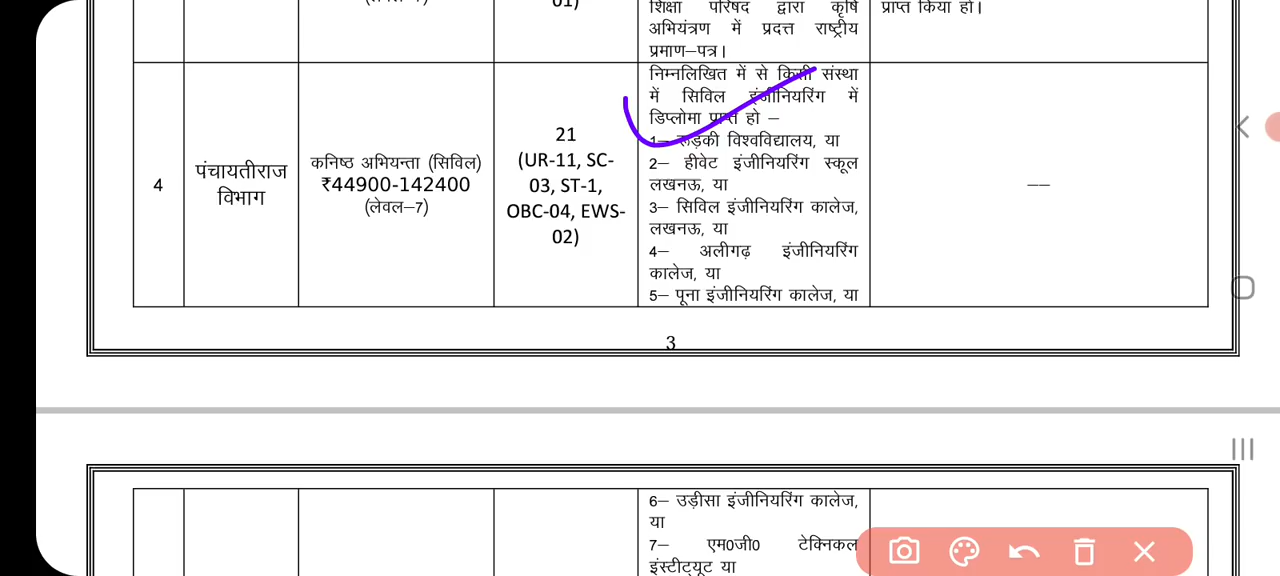 01)
शिक्षा परिषद द्वारा कृषि
अभियंत्रण में प्रदत्त राष्ट्रीय
प्रमाण–पत्र।
प्राप्त किया हो।
4
पंचायतीराज
विभाग
कनिष्ठ अभियन्ता (सिविल)
₹44900-142400
(लेवल–7)
21
(UR-11, SC-
03, ST-1,
OBC-04, EWS-
02)
निम्नलिखित में से किसी संस्था
में सिविल इंजीनियरिंग में
डिप्लोमा प्राप्त हो –
1– रूड़की विश्वविद्यालय, या
2– हीवेट इंजीनियरिंग स्कूल
लखनऊ, या
3– सिविल इंजीनियरिंग कालेज,
लखनऊ, या
4– अलीगढ़ इंजीनियरिंग
कालेज, या
5– पूना इंजीनियरिंग कालेज, या
––
3
6– उड़ीसा इंजीनियरिंग कालेज,
या
7– एम0जी0 टेक्निकल
इंस्टीट्यूट या